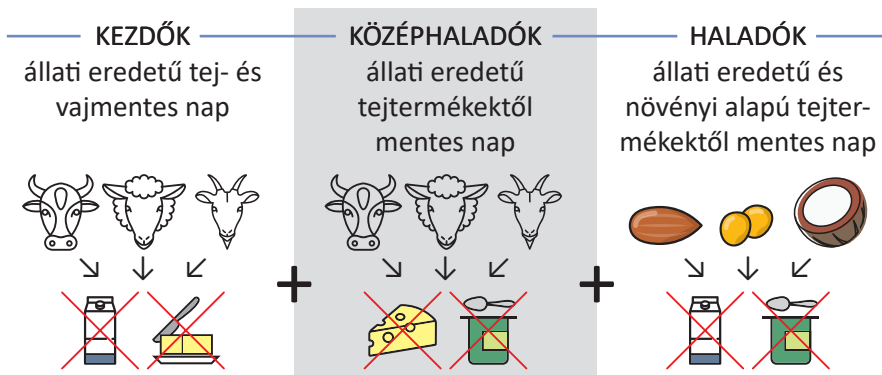 KEZDŐK
állati eredetű tej- és
vajmentes nap
KÖZÉPHALADÓK
állati eredetű
tejtermékektől
mentes nap
HALADÓK
állati eredetű és
növényi alapú tejter-
mékektől mentes nap